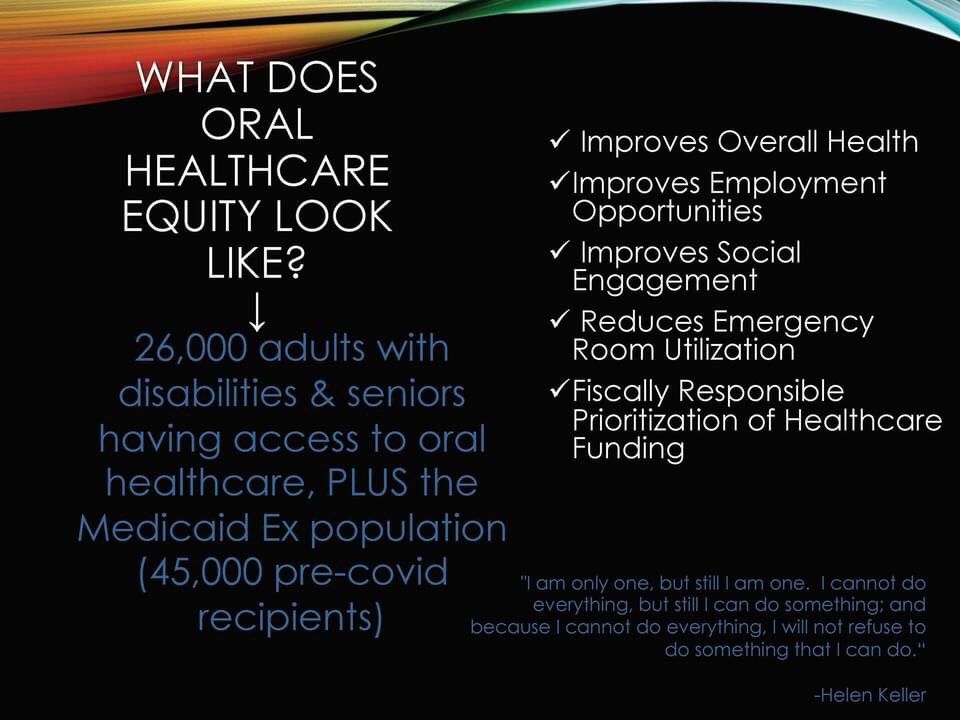 WHAT DOES
ORAL
HEALTHCARE
EQUITY LOOK
LIKE?
↓
26,000 adults with
disabilities & seniors
having access to oral
healthcare, PLUS the
Medicaid Ex population
(45,000 pre-covid
recipients)
✓ Improves Overall Health
✓Improves Employment
Opportunities
✓ Improves Social
Engagement
✓ Reduces Emergency
Room Utilization
✓Fiscally Responsible
Prioritization of Healthcare
Funding
"I am only one, but still I am one.  I cannot do
everything, but still I can do something; and
because I cannot do everything, I will not refuse to
do something that I can do.“
-Helen Keller